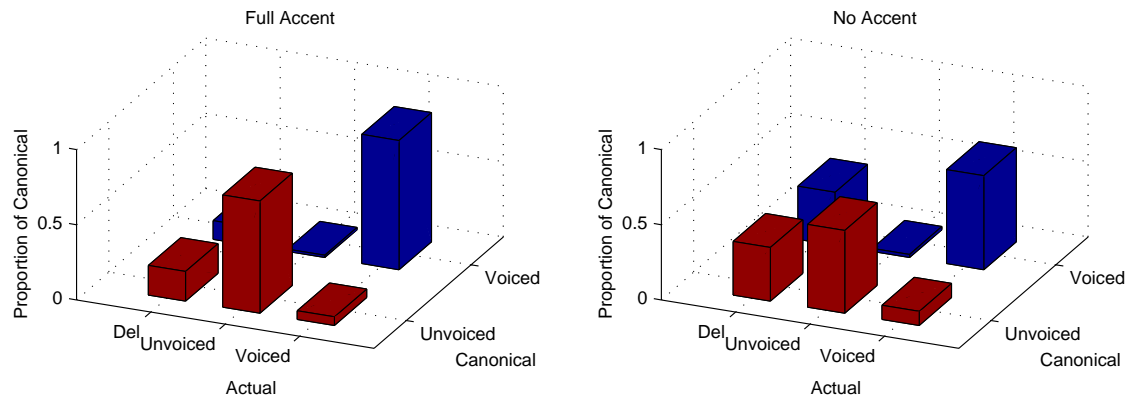 Full Accent
Proportion of Canonical
1
0.5
0
Del
Unvoiced
Voiced
Actual
Unvoiced
Voiced
Canonical
No Accent
Proportion of Canonical
1
0.5
0
Del
Unvoiced
Voiced
Actual
Unvoiced
Voiced
Canonical